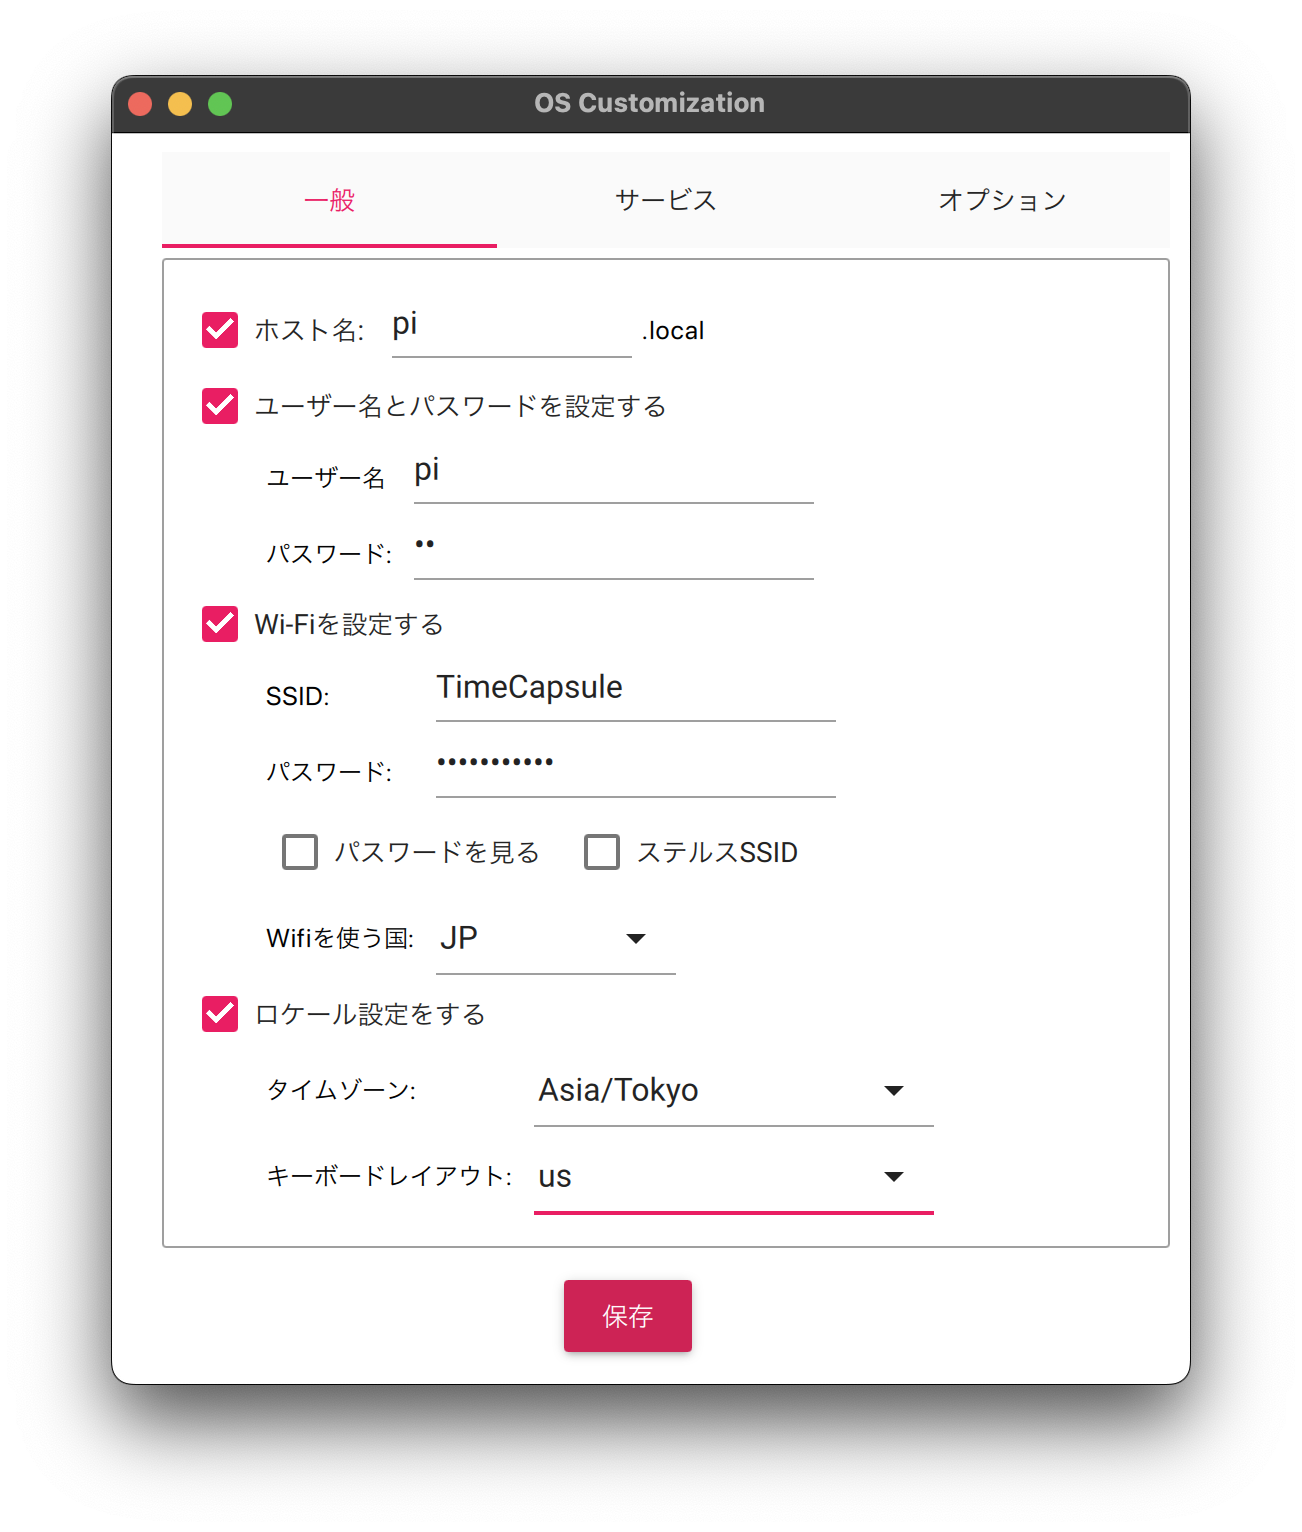 OS Customization
一般 サービス オプション
ホスト名: pi .local
ユーザー名とパスワードを設定する
ユーザー名 pi
パスワード: ••
Wi-Fiを設定する
SSID: TimeCapsule
パスワード: •••••••••••
パスワードを見る ステルスSSID
Wifiを使う国: JP
ロケール設定をする
タイムゾーン: Asia/Tokyo
キーボードレイアウト: us
保存